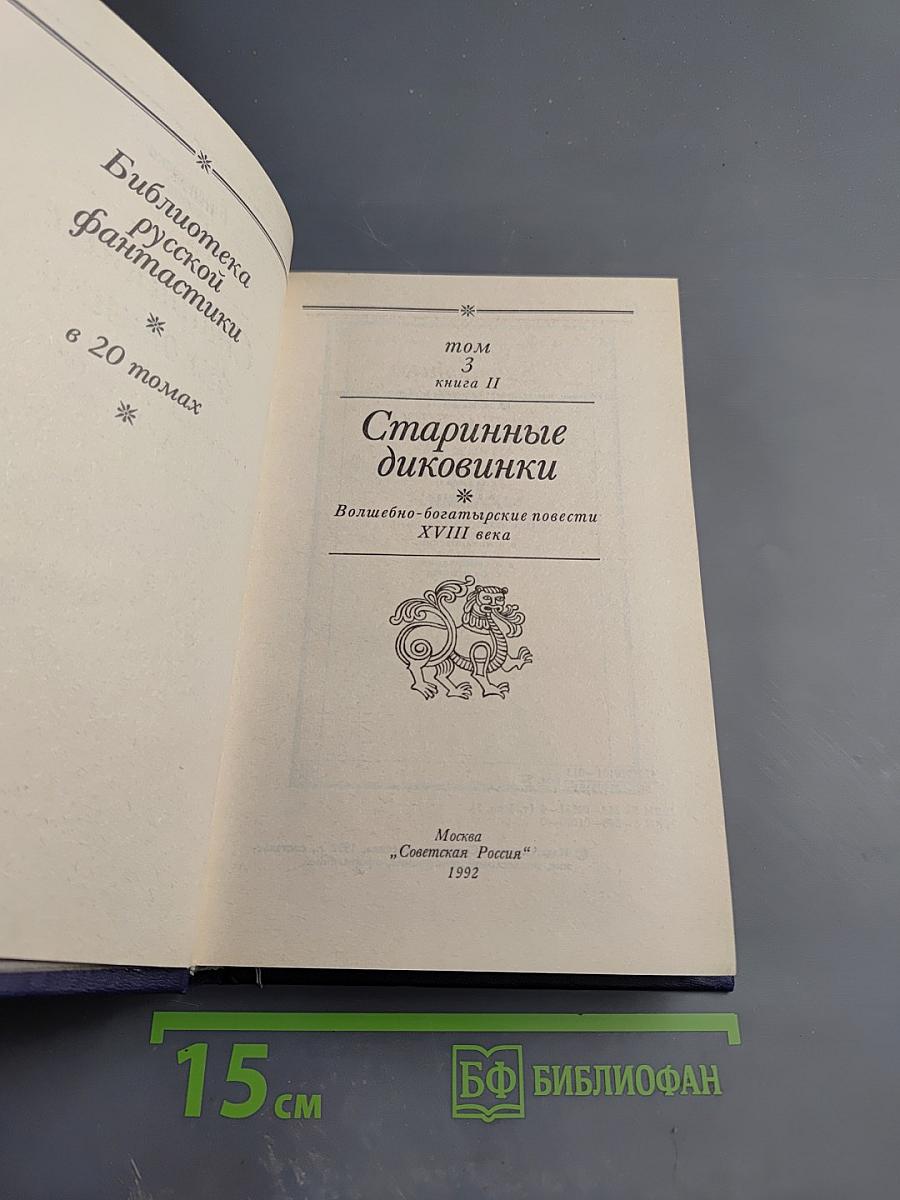 Библиотека
русской
фантастики
в 20 томах
том
3
книга II
Старинные
диковинки
Волшебно-богатырские повести
XVIII века
Москва
„Советская Россия“
1992
15 см
БФ БИБЛИОФАН